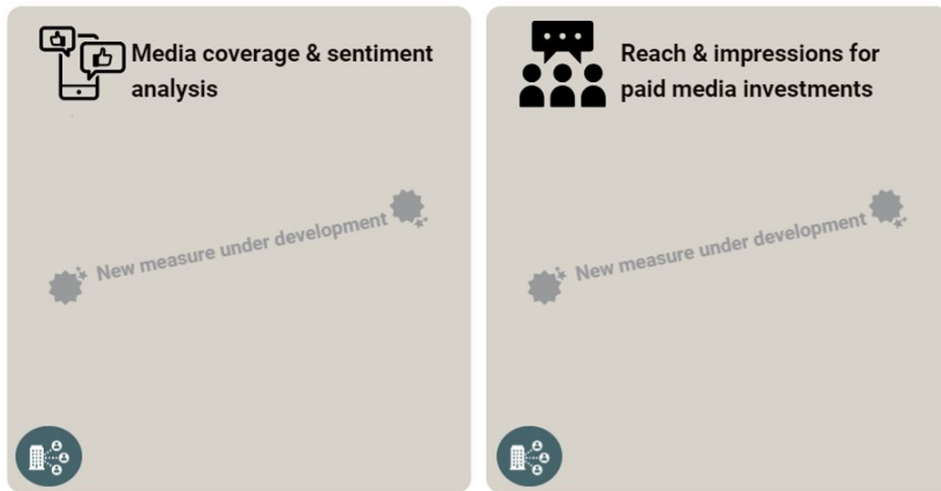 Media coverage & sentiment
analysis
New measure under development
Reach & impressions for
paid media investments
New measure under development